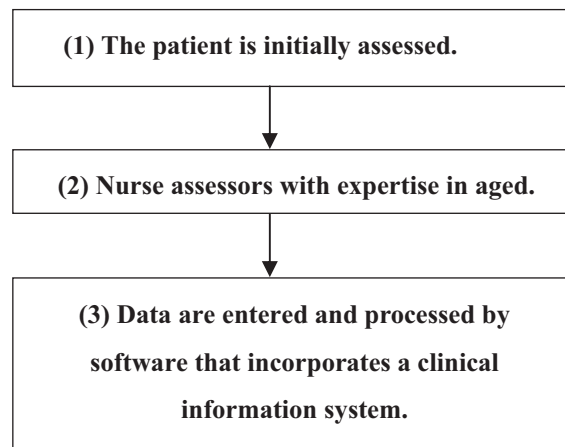 (1) The patient is initially assessed.
(2) Nurse assessors with expertise in aged.
(3) Data are entered and processed by
software that incorporates a clinical
information system.